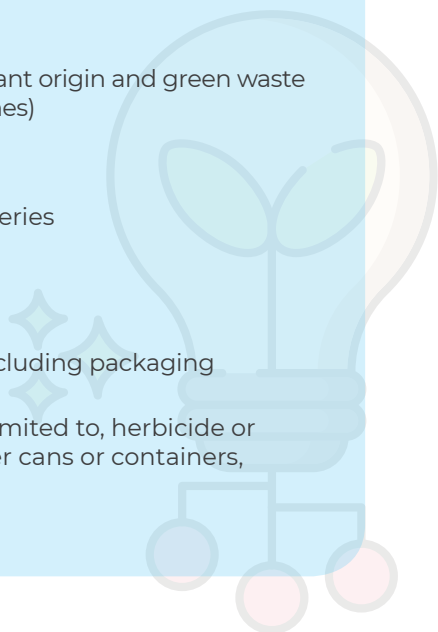 ant origin and green waste
nes)
eries
cluding packaging
mited to, herbicide or
er cans or containers,